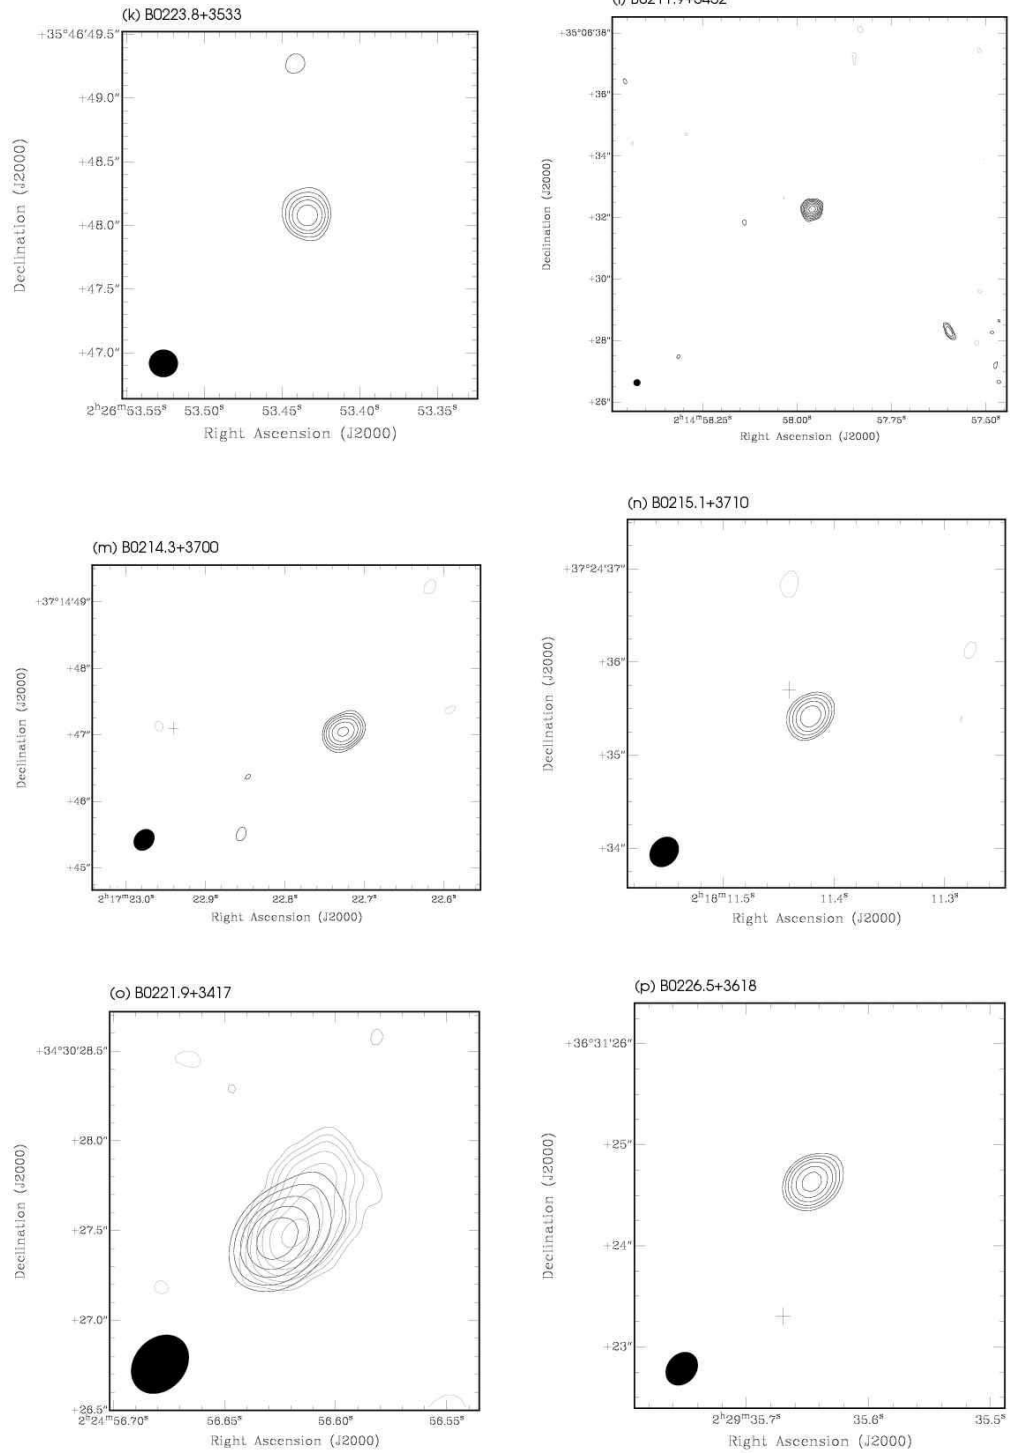 (k) B0223.8+3533
+35°46'49.5"
+49.0"
+48.5"
+48.0"
+47.5"
+47.0"
Declination (J2000)
2ʰ26ᵐ53.55ˢ 53.50ˢ 53.45ˢ 53.40ˢ 53.35ˢ
Right Ascension (J2000)
+35°08'38"
+36"
+34"
+32"
+30"
+28"
+26"
Declination (J2000)
2ʰ14ᵐ58.25ˢ 58.00ˢ 57.75ˢ 57.50ˢ
Right Ascension (J2000)
(m) B0214.3+3700
+37°14'49"
+48"
+47"
+46"
+45"
Declination (J2000)
2ʰ17ᵐ23.0ˢ 22.9ˢ 22.8ˢ 22.7ˢ 22.6ˢ
Right Ascension (J2000)
(n) B0215.1+3710
+37°24'37"
+36"
+35"
+34"
Declination (J2000)
2ʰ18ᵐ11.5ˢ 11.4ˢ 11.3ˢ
Right Ascension (J2000)
(o) B0221.9+3417
+34°30'28.5"
+28.0"
+27.5"
+27.0"
+26.5"
Declination (J2000)
2ʰ24ᵐ56.70ˢ 56.65ˢ 56.60ˢ 56.55ˢ
Right Ascension (J2000)
(p) B0226.5+3618
+36°31'26"
+25"
+24"
+23"
Declination (J2000)
2ʰ29ᵐ35.7ˢ 35.6ˢ 35.5ˢ
Right Ascension (J2000)